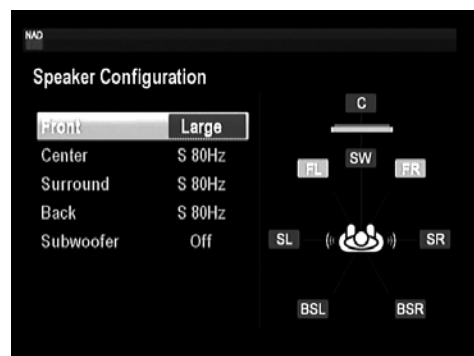 NAD
Speaker Configuration
Front Large
Center S 80Hz
Surround S 80Hz
Back S 80Hz
Subwoofer Off
C
FL SW FR
SL SR
BSL BSR